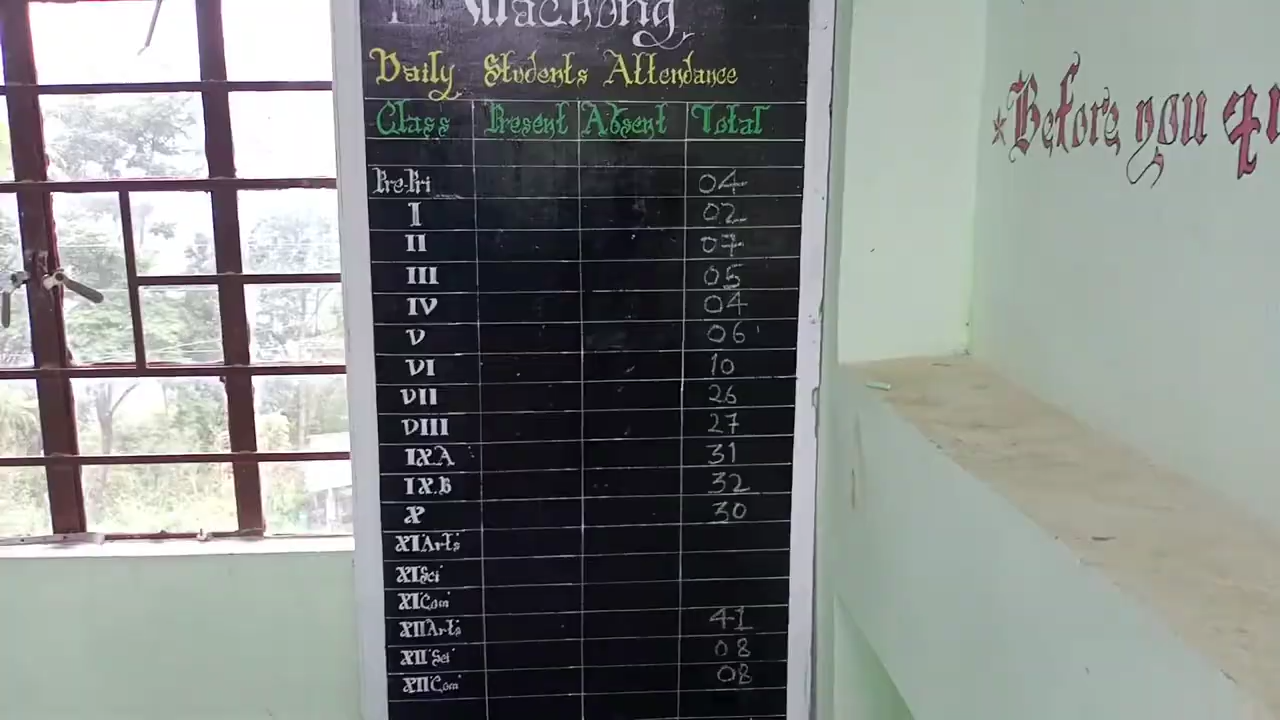 Daily Students Attendance
Class Present Absent Total
Pre-Pri 04
I 02
II 07
III 05
IV 04
V 06
VI 10
VII 26
VIII 27
IX.A 31
IX.B 32
X 30
XI Arts
XI Sci
XI Com
XII Arts 41
XII Sci 08
XII Com 08
Before you